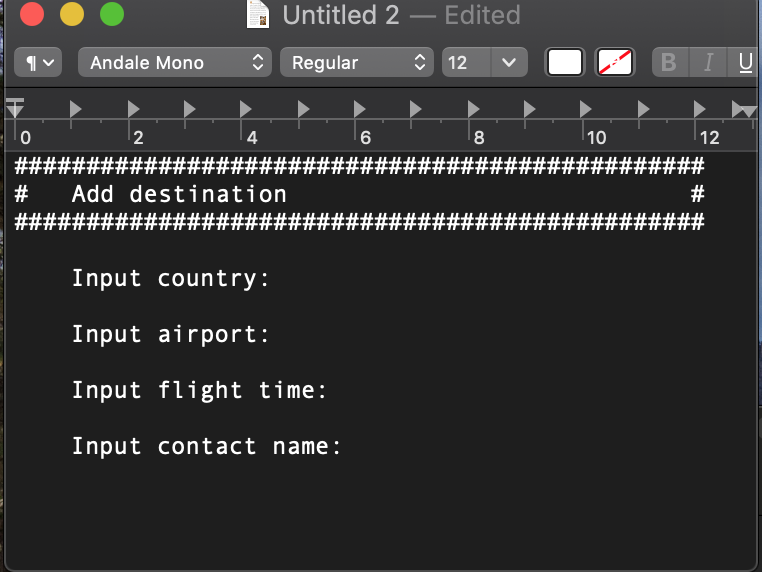 Untitled 2 — Edited
¶ Andale Mono Regular 12 B I U
0 2 4 6 8 10 12
################################################
#   Add destination                            #
################################################
Input country:
Input airport:
Input flight time:
Input contact name: